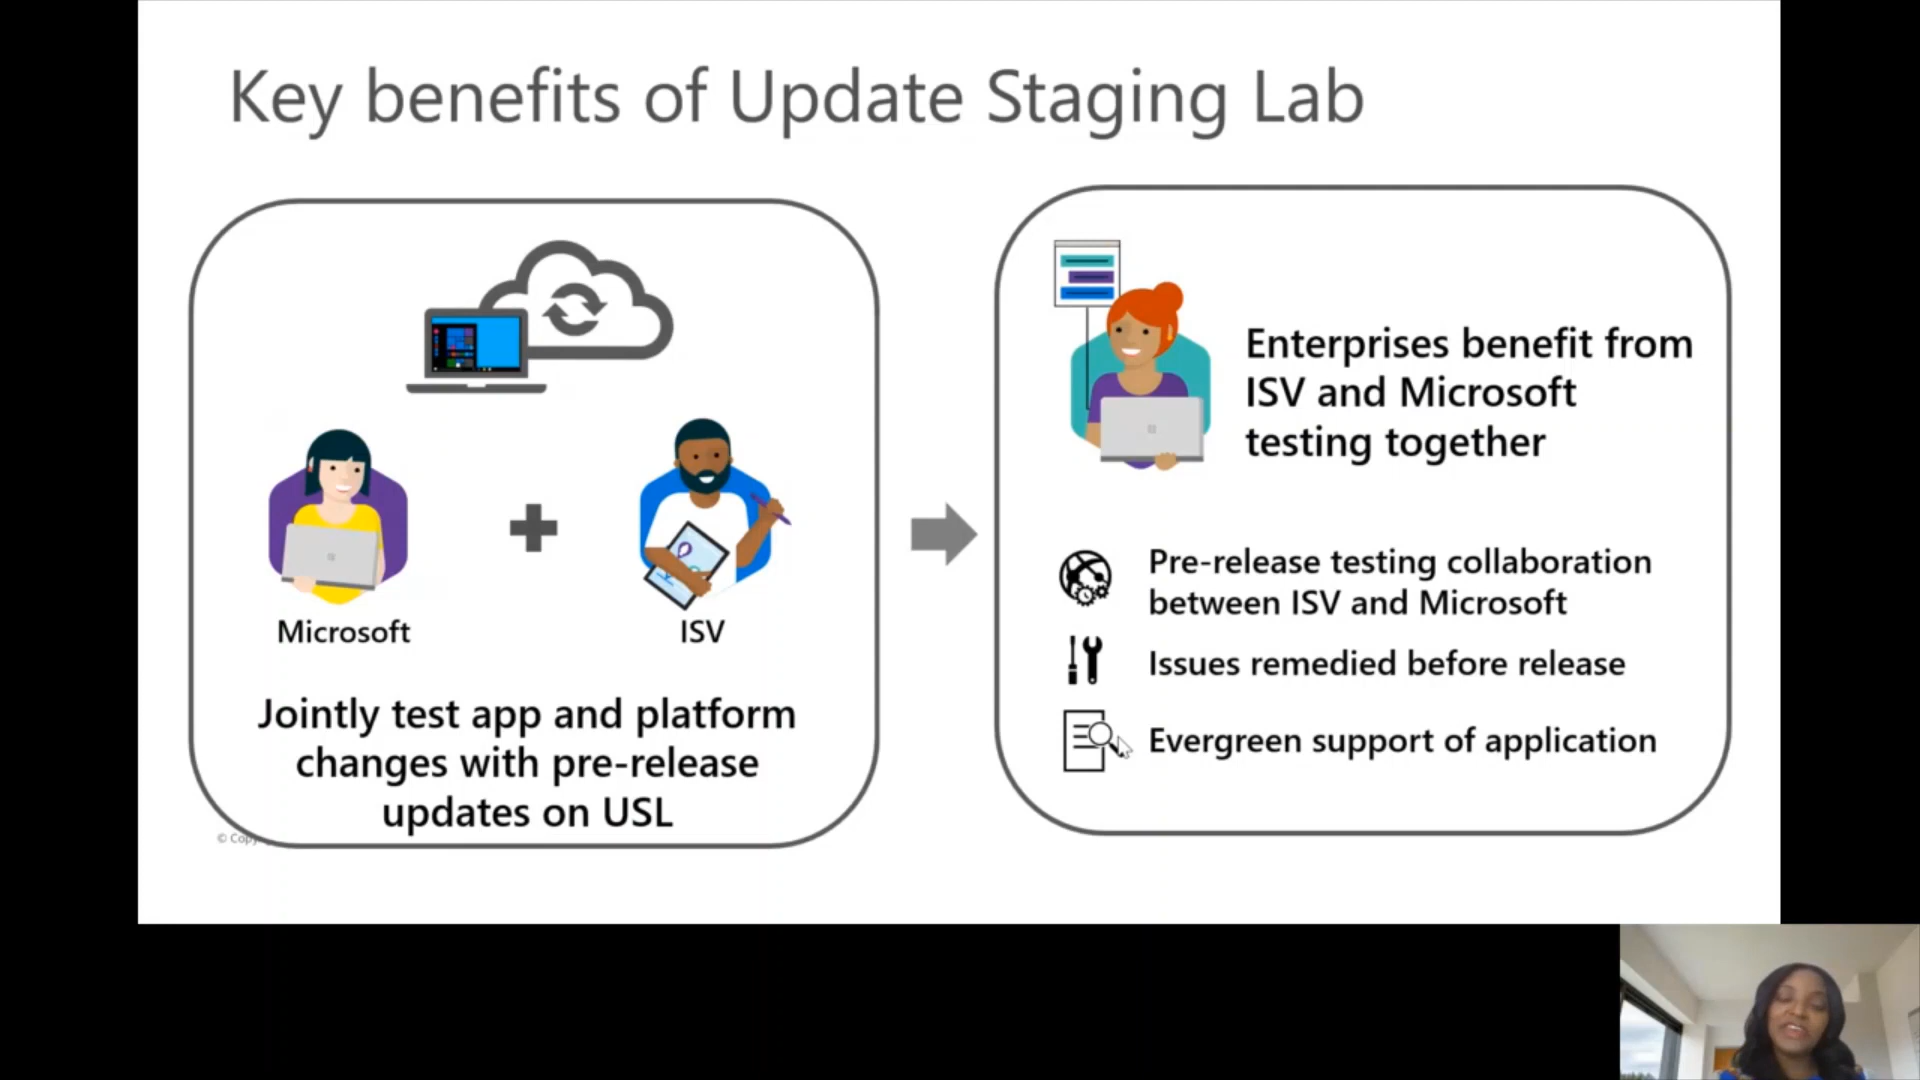 Key benefits of Update Staging Lab
Microsoft
ISV
Jointly test app and platform
changes with pre-release
updates on USL
©
Enterprises benefit from
ISV and Microsoft
testing together
Pre-release testing collaboration
between ISV and Microsoft
Issues remedied before release
Evergreen support of application